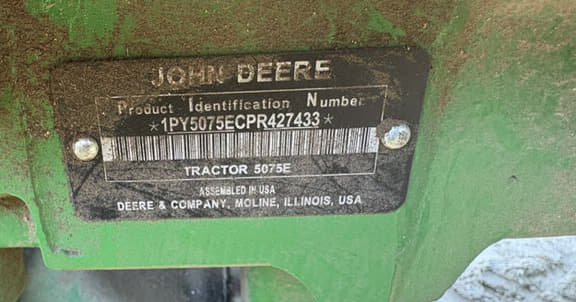 JOHN DEERE
Product Identification Number
*1PY5075ECPR427433*
TRACTOR 5075E
ASSEMBLED IN USA
DEERE & COMPANY, MOLINE, ILLINOIS, USA